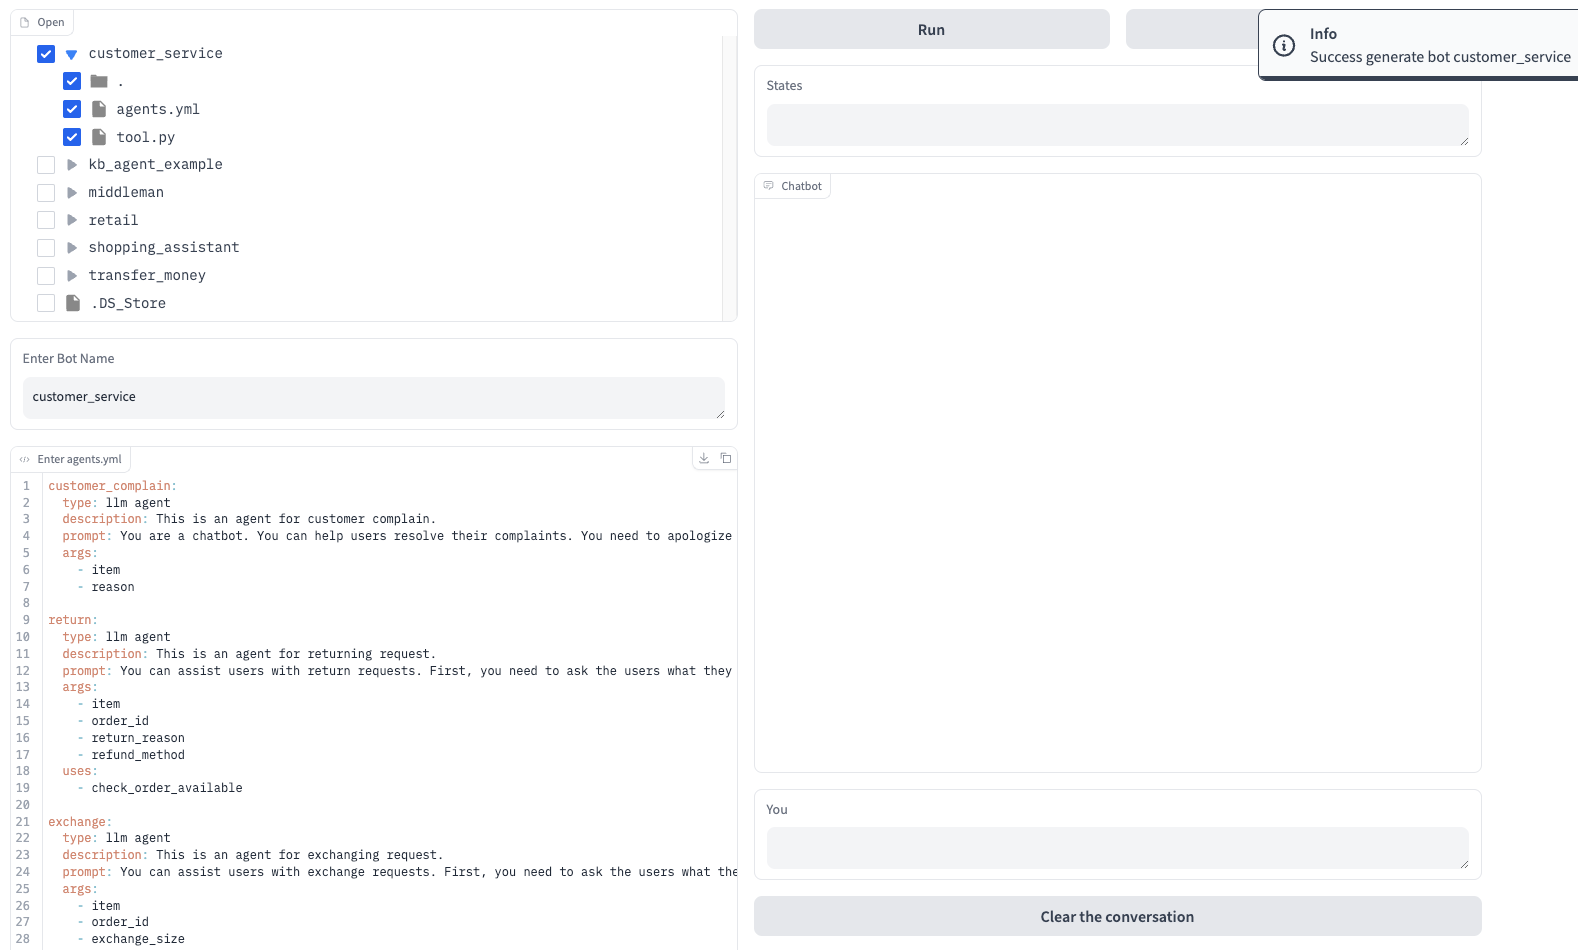 Open
customer_service
.
agents.yml
tool.py
kb_agent_example
middleman
retail
shopping_assistant
transfer_money
.DS_Store
Enter Bot Name
customer_service
Enter agents.yml
1 customer_complain:
2 type: llm agent
3 description: This is an agent for customer complain.
4 prompt: You are a chatbot. You can help users resolve their complaints. You need to apologize
5 args:
6 - item
7 - reason
8
9 return:
10 type: llm agent
11 description: This is an agent for returning request.
12 prompt: You can assist users with return requests. First, you need to ask the users what they
13 args:
14 - item
15 - order_id
16 - return_reason
17 - refund_method
18 uses:
19 - check_order_available
20
21 exchange:
22 type: llm agent
23 description: This is an agent for exchanging request.
24 prompt: You can assist users with exchange requests. First, you need to ask the users what the
25 args:
26 - item
27 - order_id
28 - exchange_size
Run
Info
Success generate bot customer_service
States
Chatbot
You
Clear the conversation